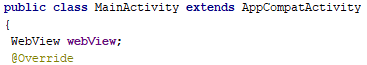 public class MainActivity extends AppCompatActivity
{
WebView webView;
@Override